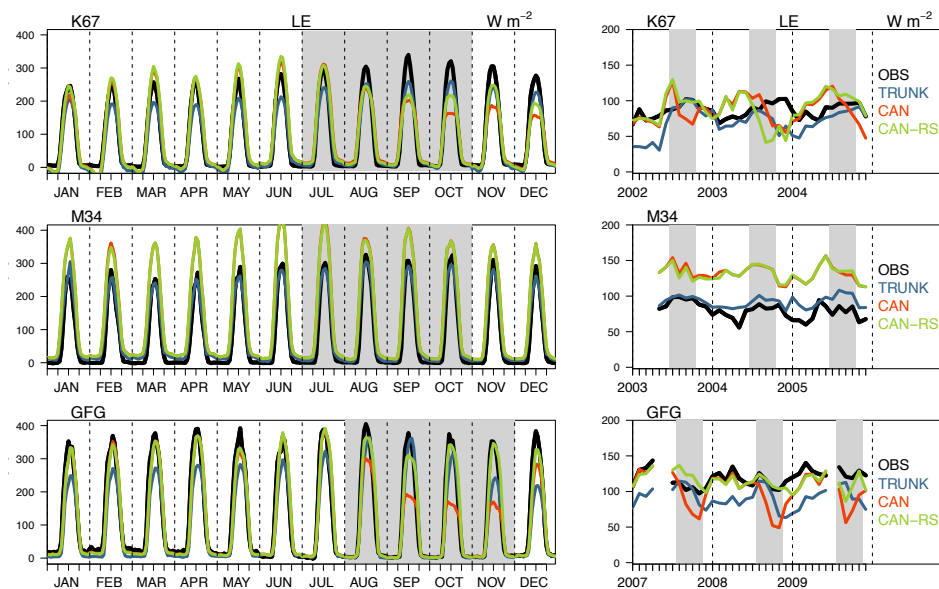 K67 LE W m−2
400
300
200
100
0
JAN FEB MAR APR MAY JUN JUL AUG SEP OCT NOV DEC
K67 LE W m−2
200
150
100
50
0
OBS
TRUNK
CAN
CAN−RS
2002 2003 2004
M34
400
300
200
100
0
JAN FEB MAR APR MAY JUN JUL AUG SEP OCT NOV DEC
M34
200
150
100
50
0
OBS
TRUNK
CAN
CAN−RS
2003 2004 2005
GFG
400
300
200
100
0
JAN FEB MAR APR MAY JUN JUL AUG SEP OCT NOV DEC
GFG
200
150
100
50
0
OBS
TRUNK
CAN
CAN−RS
2007 2008 2009